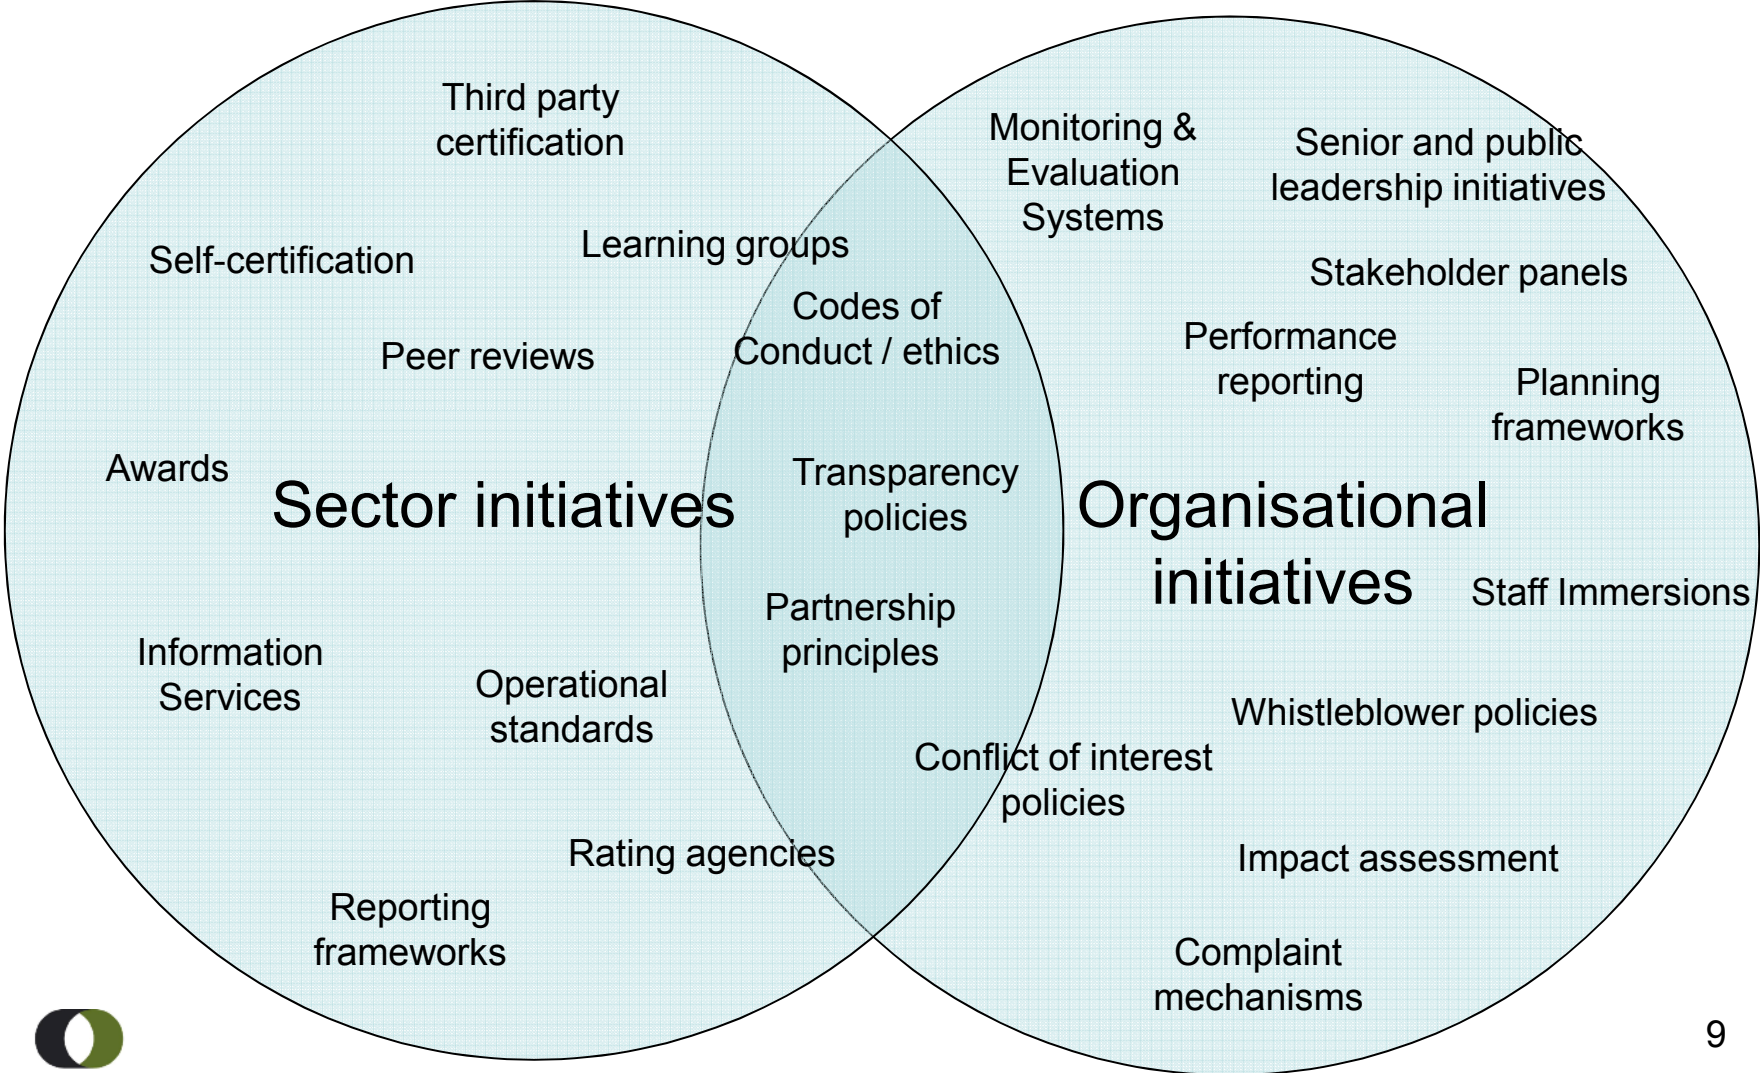 Third party
certification
Monitoring &
Evaluation
Systems
Senior and public
leadership initiatives
Self-certification
Learning groups
Stakeholder panels
Codes of
Conduct / ethics
Peer reviews
Performance
reporting
Planning
frameworks
Awards
Sector initiatives
Transparency
policies
Organisational
initiatives
Staff Immersions
Partnership
principles
Information
Services
Operational
standards
Whistleblower policies
Conflict of interest
policies
Rating agencies
Impact assessment
Reporting
frameworks
Complaint
mechanisms
9